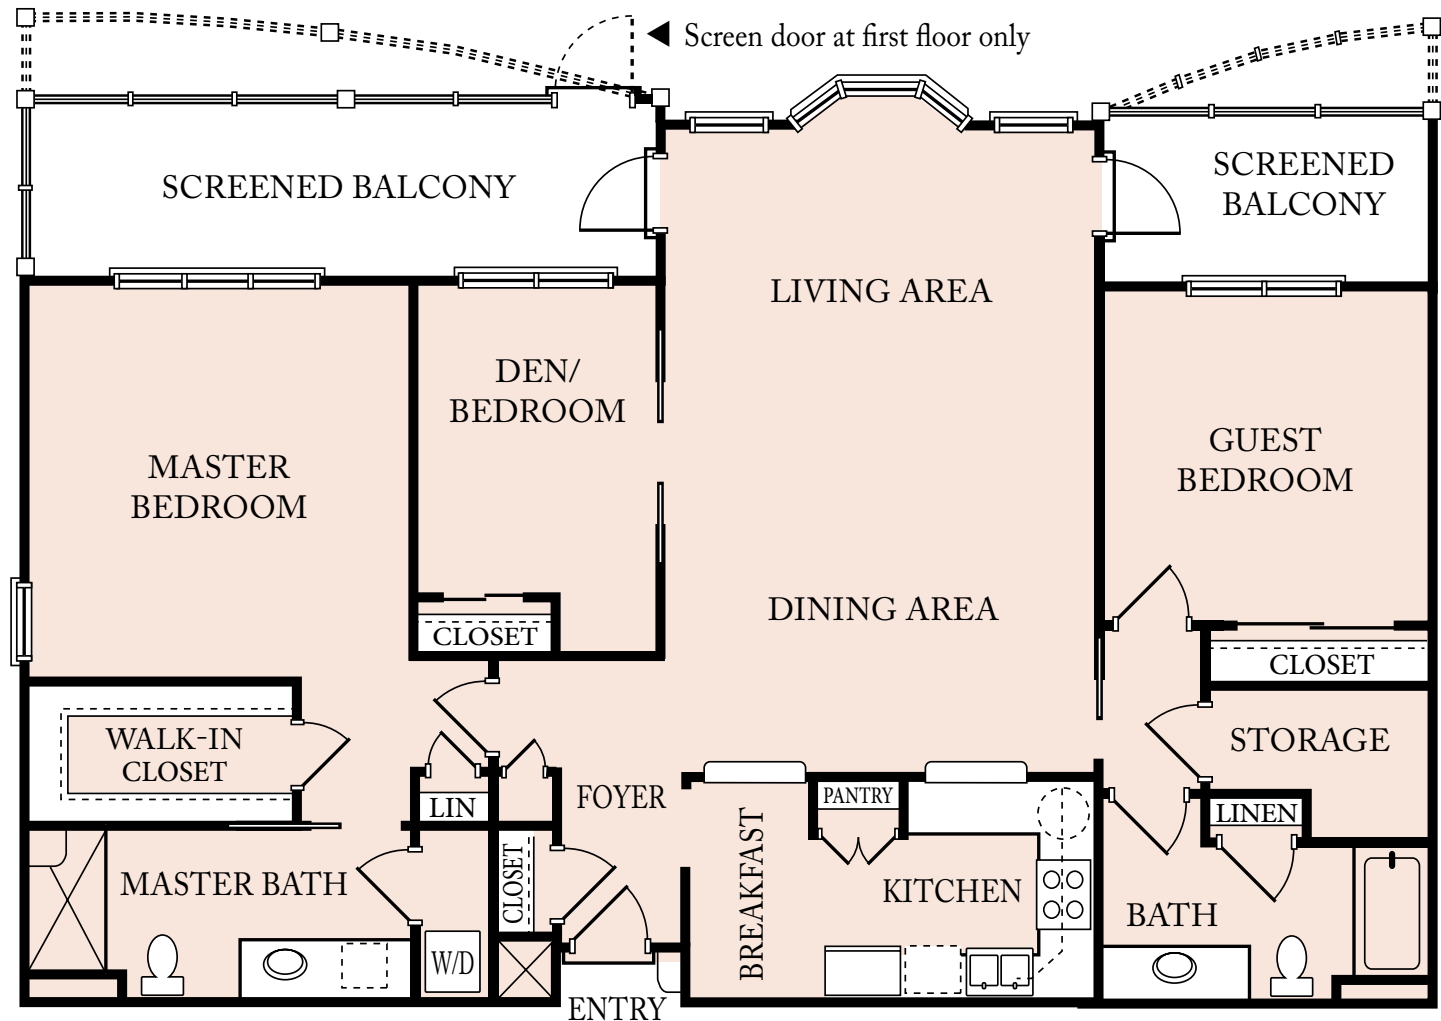 Screen door at first floor only
SCREENED BALCONY
SCREENED
BALCONY
LIVING AREA
DEN/
BEDROOM
MASTER
BEDROOM
GUEST
BEDROOM
DINING AREA
CLOSET
CLOSET
WALK-IN
CLOSET
STORAGE
LIN
FOYER
PANTRY
LINEN
CLOSET
BREAKFAST
MASTER BATH
KITCHEN
BATH
W/D
ENTRY